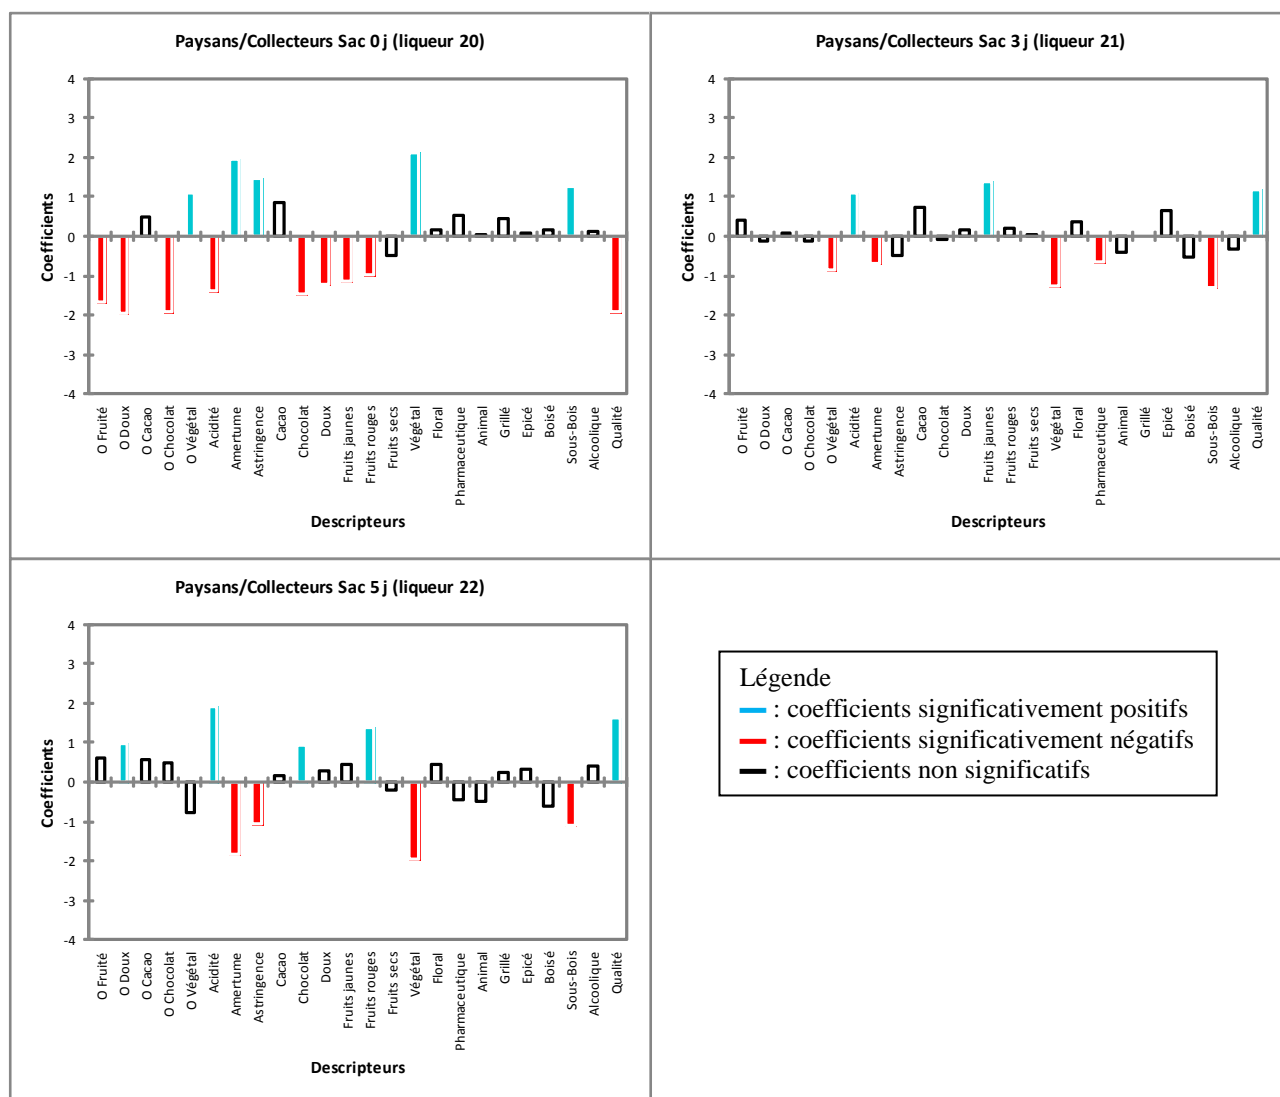 Paysans/Collecteurs Sac 0 j (liqueur 20)
4
3
2
1
0
-1
-2
-3
-4
Coefficients
O Fruité
O Doux
O Cacao
O Chocolat
O Végétal
Acidité
Amertume
Astringence
Cacao
Chocolat
Doux
Fruits jaunes
Fruits rouges
Fruits secs
Végétal
Floral
Pharmaceutique
Animal
Grillé
Epicé
Boisé
Sous-Bois
Alcoolique
Qualité
Descripteurs
Paysans/Collecteurs Sac 3 j (liqueur 21)
4
3
2
1
0
-1
-2
-3
-4
Coefficients
O Fruité
O Doux
O Cacao
O Chocolat
O Végétal
Acidité
Amertume
Astringence
Cacao
Chocolat
Doux
Fruits jaunes
Fruits rouges
Fruits secs
Végétal
Floral
Pharmaceutique
Animal
Grillé
Epicé
Boisé
Sous-Bois
Alcoolique
Qualité
Descripteurs
Paysans/Collecteurs Sac 5 j (liqueur 22)
4
3
2
1
0
-1
-2
-3
-4
Coefficients
O Fruité
O Doux
O Cacao
O Chocolat
O Végétal
Acidité
Amertume
Astringence
Cacao
Chocolat
Doux
Fruits jaunes
Fruits rouges
Fruits secs
Végétal
Floral
Pharmaceutique
Animal
Grillé
Epicé
Boisé
Sous-Bois
Alcoolique
Qualité
Descripteurs
Légende
: coefficients significativement positifs
: coefficients significativement négatifs
: coefficients non significatifs